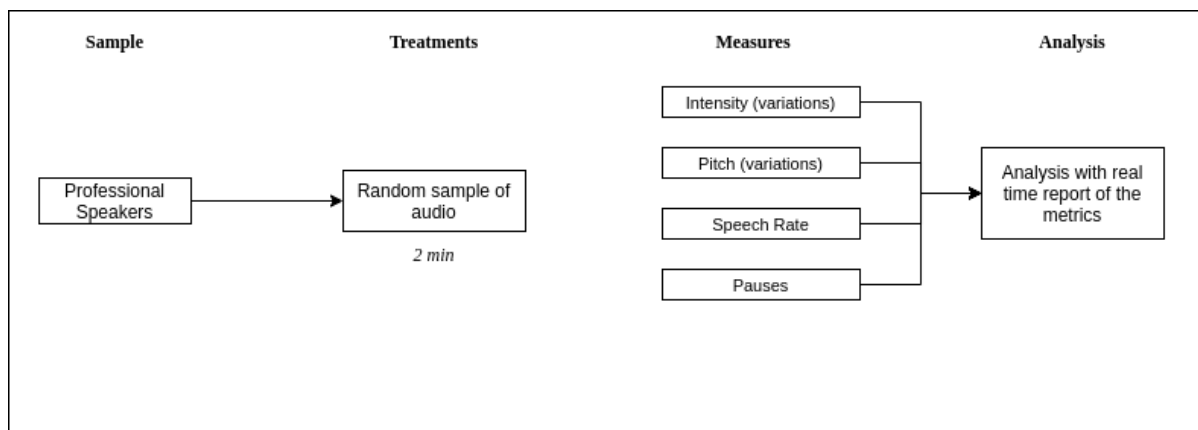 Sample
Treatments
Measures
Analysis
Professional
Speakers
Random sample of
audio
2 min
Intensity (variations)
Pitch (variations)
Speech Rate
Pauses
Analysis with real
time report of the
metrics